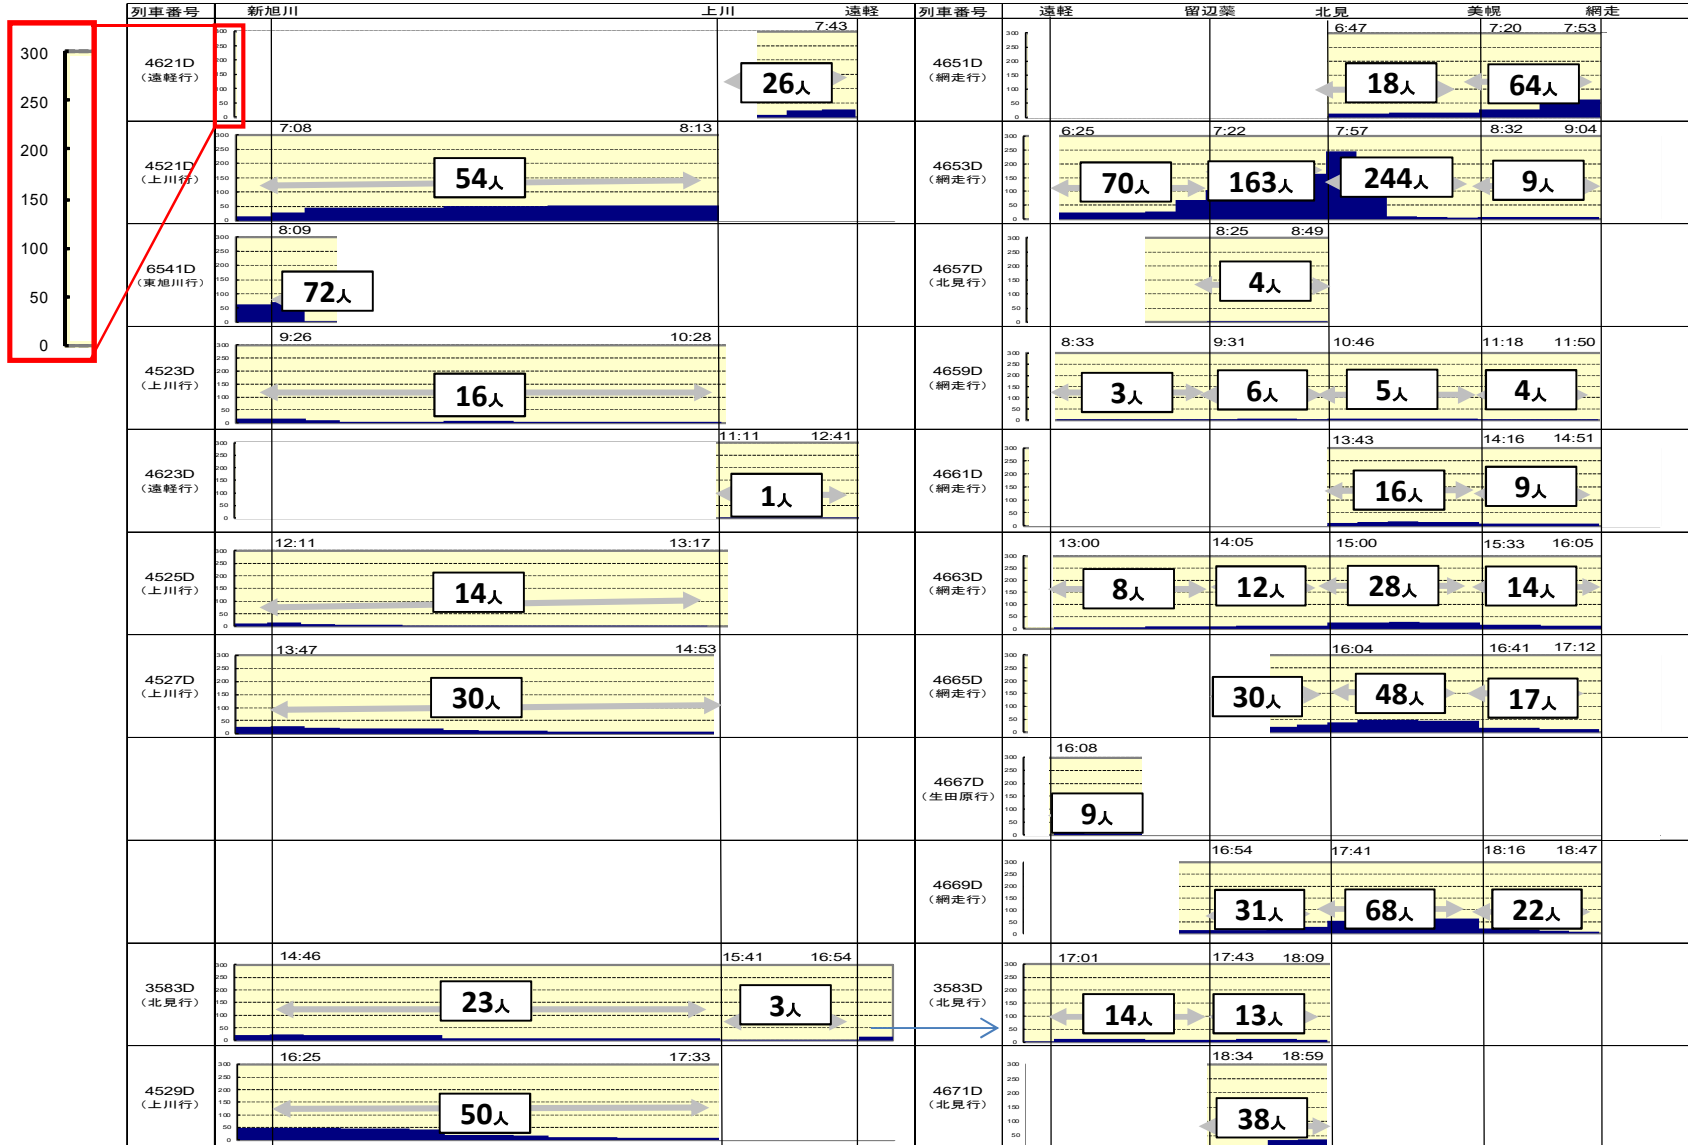 列車番号 新旭川 上川 遠軽 列車番号 遠軽 留辺蘂 北見 美幌 網走
300
250
200
150
100
50
0
4621D
(遠軽行)
7:43
26人
4651D
(網走行)
6:47 7:20 7:53
18人 64人
4521D
(上川行)
7:08 8:13
54人
4653D
(網走行)
6:25 7:22 7:57 8:32 9:04
70人 163人 244人 9人
6541D
(東旭川行)
8:09
72人
4657D
(北見行)
8:25 8:49
4人
4523D
(上川行)
9:26 10:28
16人
4659D
(網走行)
8:33 9:31 10:46 11:18 11:50
3人 6人 5人 4人
4623D
(遠軽行)
11:11 12:41
1人
4661D
(網走行)
13:43 14:16 14:51
16人 9人
4525D
(上川行)
12:11 13:17
14人
4663D
(網走行)
13:00 14:05 15:00 15:33 16:05
8人 12人 28人 14人
4527D
(上川行)
13:47 14:53
30人
4665D
(網走行)
16:04 16:41 17:12
30人 48人 17人
4667D
(生田原行)
16:08
9人
4669D
(網走行)
16:54 17:41 18:16 18:47
31人 68人 22人
3583D
(北見行)
14:46 15:41 16:54
23人 3人
3583D
(北見行)
17:01 17:43 18:09
14人 13人
4529D
(上川行)
16:25 17:33
50人
4671D
(北見行)
18:34 18:59
38人